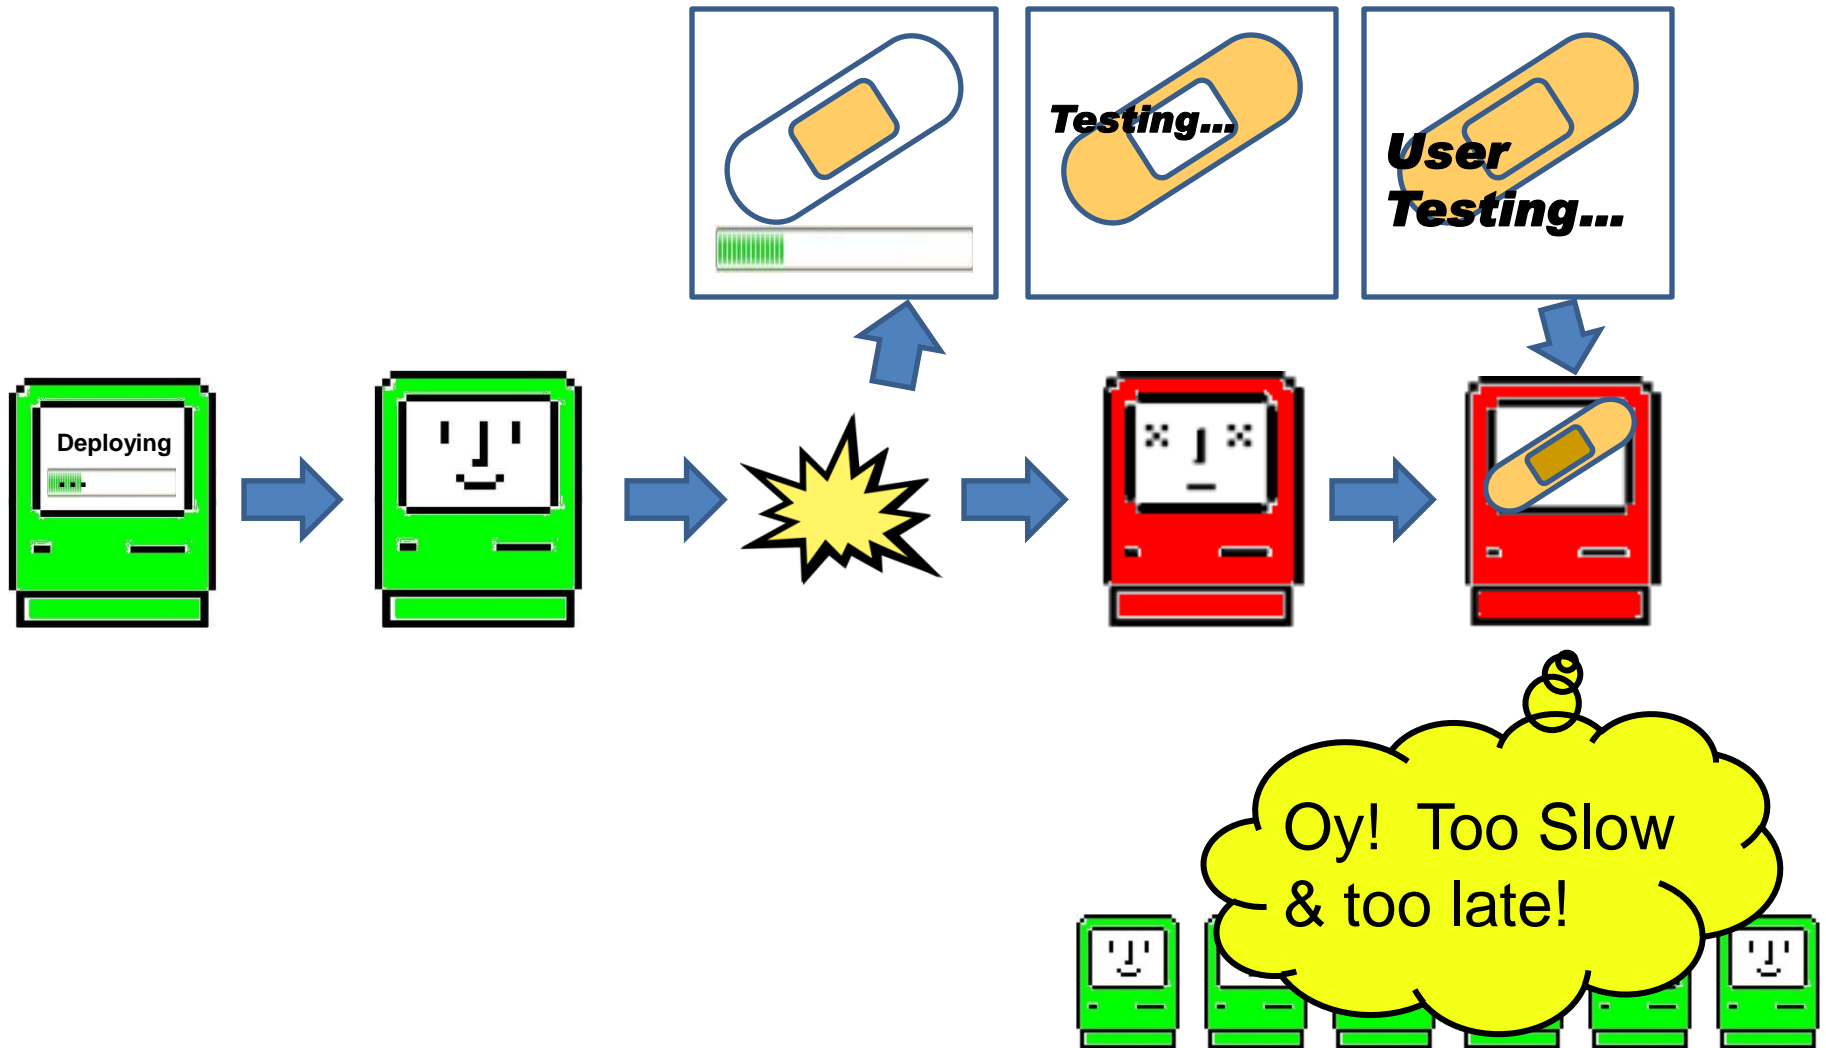 Testing...
User
Testing...
Deploying
...
Oy!  Too Slow
& too late!